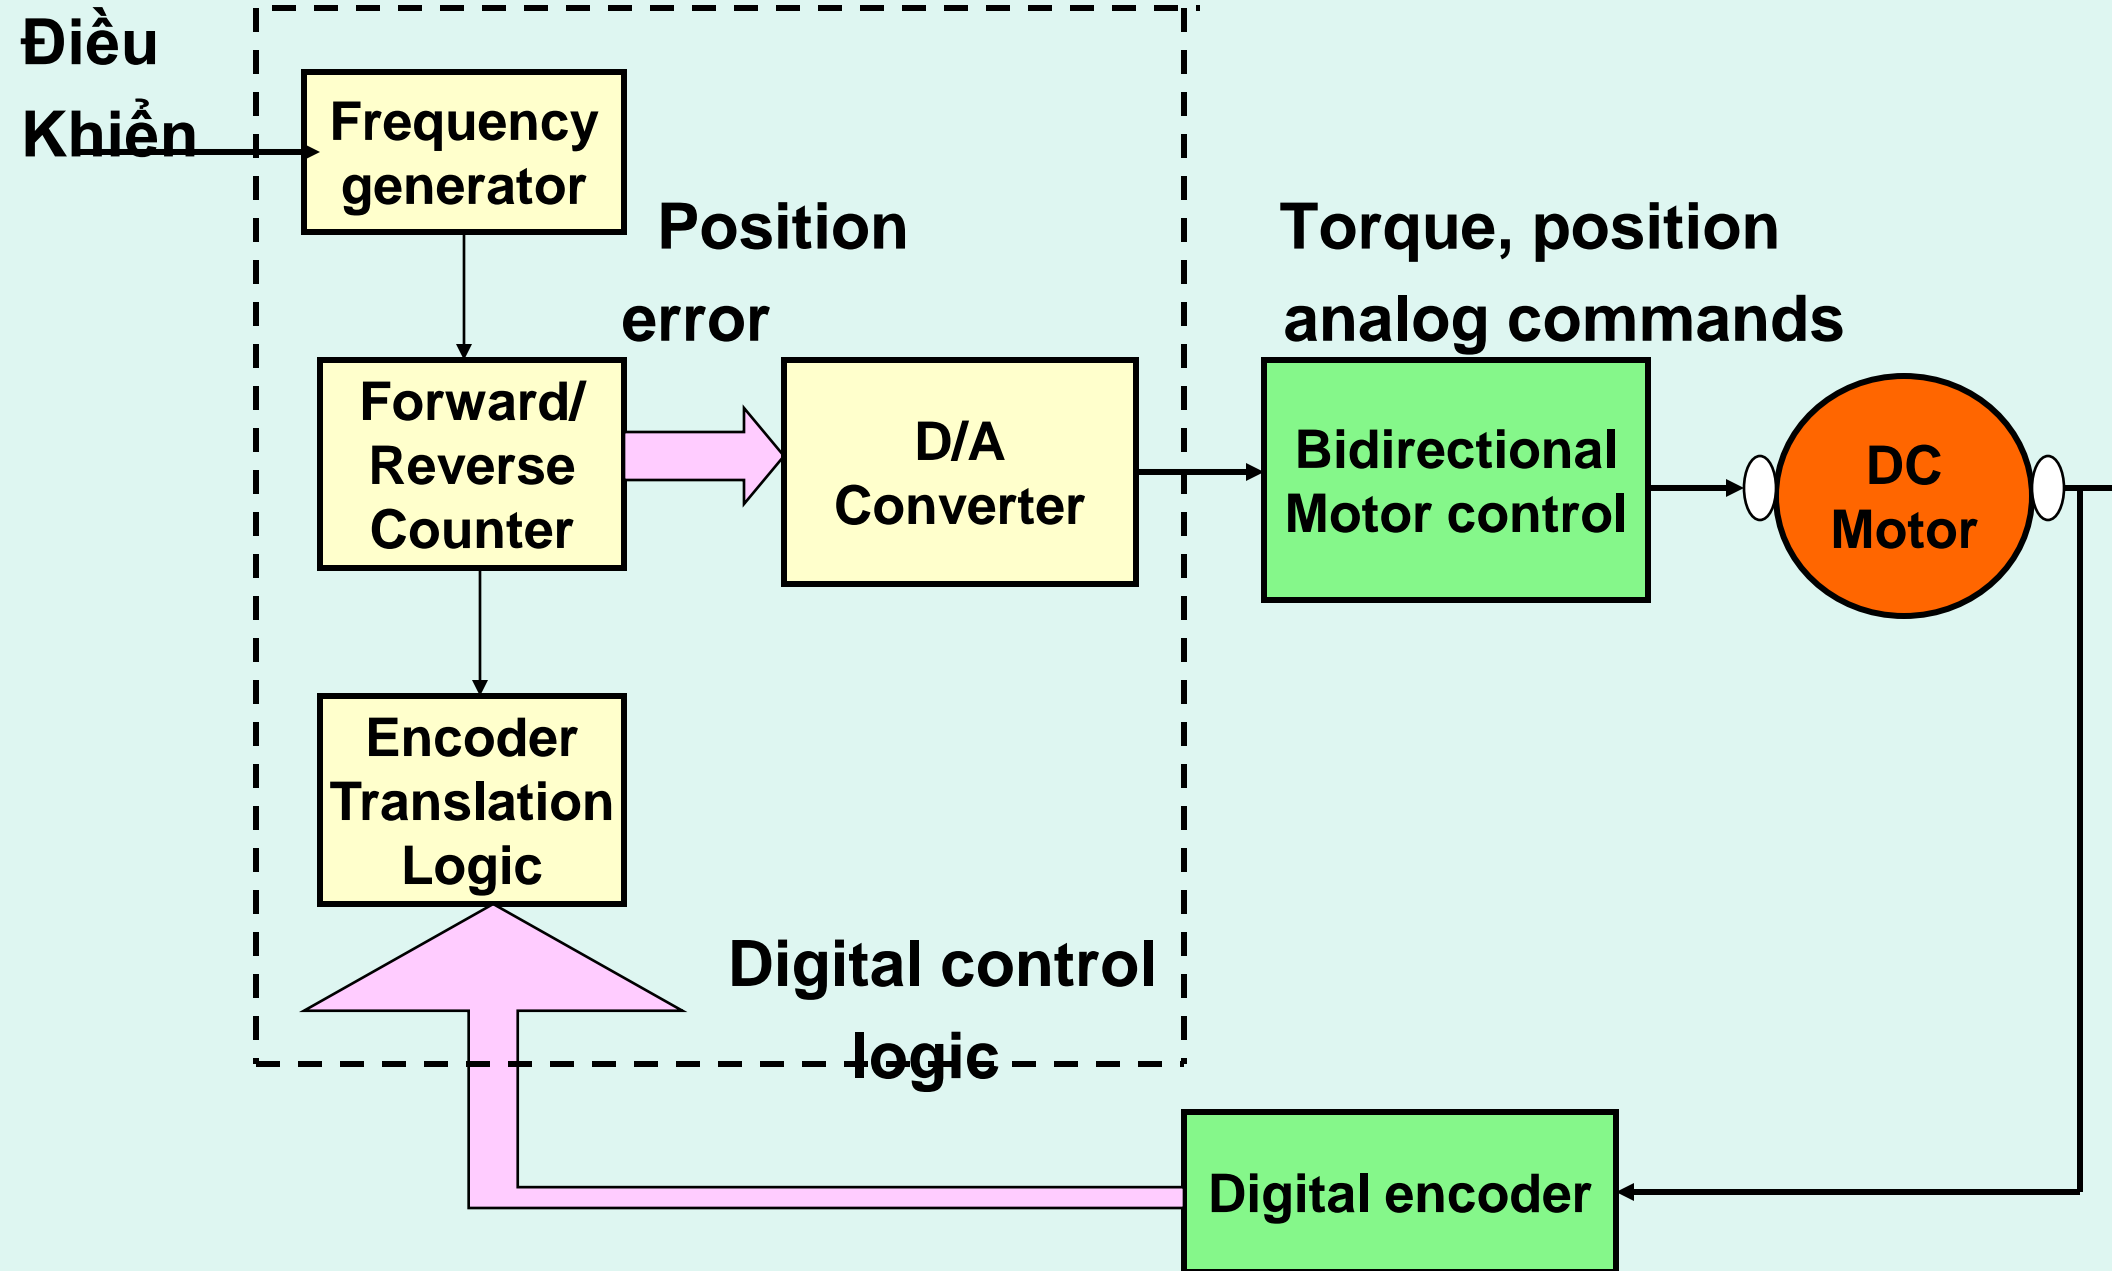 Điều
Khiển
Frequency
generator
Position
error
Torque, position
analog commands
Forward/
Reverse
Counter
D/A
Converter
Bidirectional
Motor control
DC
Motor
Encoder
Translation
Logic
Digital control
logic
Digital encoder